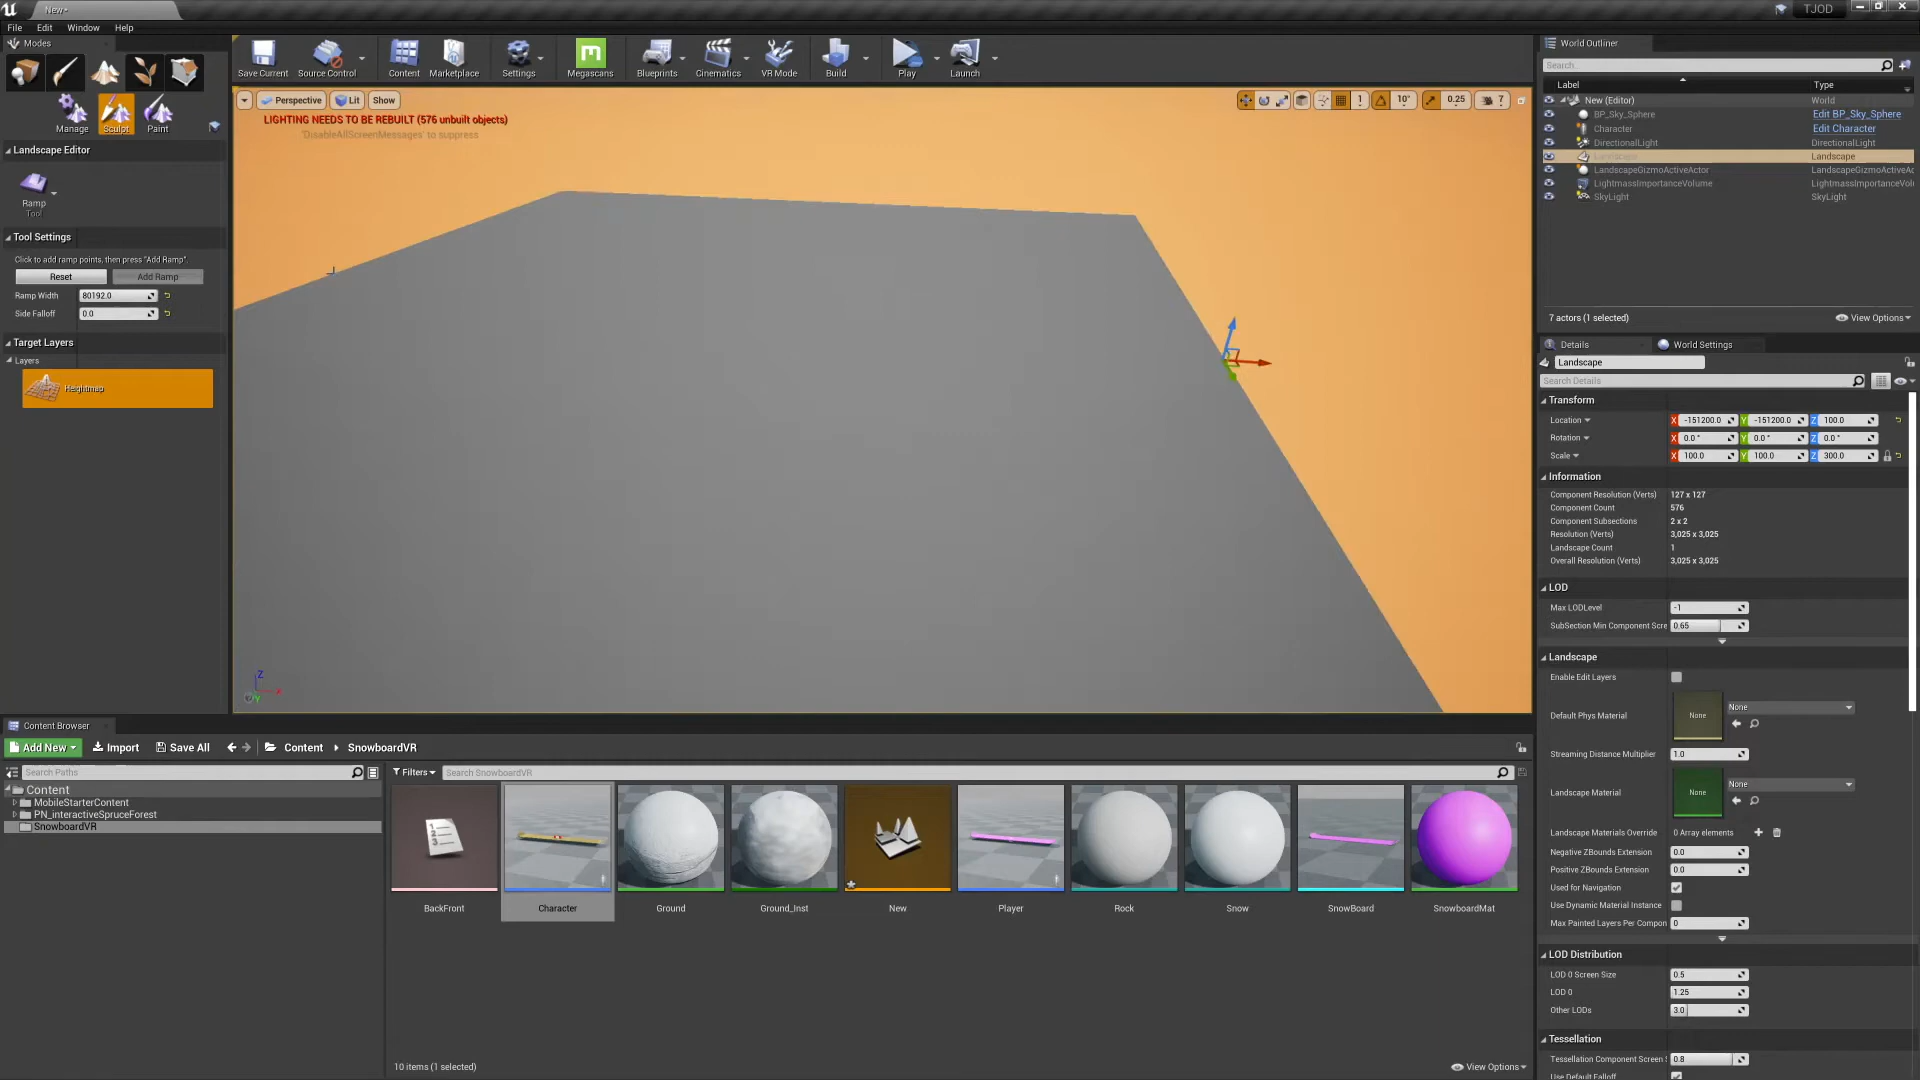 New*
TJOD
File Edit Window Help
Modes
Manage Sculpt Paint
Landscape Editor
Ramp
Tool
Tool Settings
Click to add ramp points, then press "Add Ramp".
Reset Add Ramp
Ramp Width 80192.0
Side Falloff 0.0
Target Layers
Layers
Heightmap
Save Current Source Control Content Marketplace Settings Megascans Blueprints Cinematics VR Mode Build Play Launch
Perspective Lit Show
1 10° 0.25 7
LIGHTING NEEDS TO BE REBUILT (576 unbuilt objects)
'DisableAllScreenMessages' to suppress
Z
X
Y
World Outliner
Search...
Label Type
New (Editor) World
BP_Sky_Sphere Edit BP_Sky_Sphere
Character Edit Character
DirectionalLight DirectionalLight
Landscape Landscape
LandscapeGizmoActiveActor LandscapeGizmoActiveAc
LightmassImportanceVolume LightmassImportanceVolu
SkyLight SkyLight
7 actors (1 selected) View Options
Details World Settings
Landscape
Search Details
Transform
Location X -151200.0 Y -151200.0 Z 100.0
Rotation X 0.0 ° Y 0.0 ° Z 0.0 °
Scale X 100.0 Y 100.0 Z 300.0
Information
Component Resolution (Verts) 127 x 127
Component Count 576
Component Subsections 2 x 2
Resolution (Verts) 3,025 x 3,025
Landscape Count 1
Overall Resolution (Verts) 3,025 x 3,025
LOD
Max LODLevel -1
SubSection Min Component Scre 0.65
Landscape
Enable Edit Layers
Default Phys Material None None
Streaming Distance Multiplier 1.0
Landscape Material None None
Landscape Materials Override 0 Array elements
Negative ZBounds Extension 0.0
Positive ZBounds Extension 0.0
Used for Navigation
Use Dynamic Material Instance
Max Painted Layers Per Compon 0
LOD Distribution
LOD 0 Screen Size 0.5
LOD 0 1.25
Other LODs 3.0
Tessellation
Tessellation Component Screen S 0.8
Use Default Falloff
Content Browser
Add New Import Save All Content SnowboardVR
Search Paths
Filters Search SnowboardVR
Content
MobileStarterContent
PN_interactiveSpruceForest
SnowboardVR
BackFront Character Ground Ground_Inst New Player Rock Snow SnowBoard SnowboardMat
10 items (1 selected) View Options